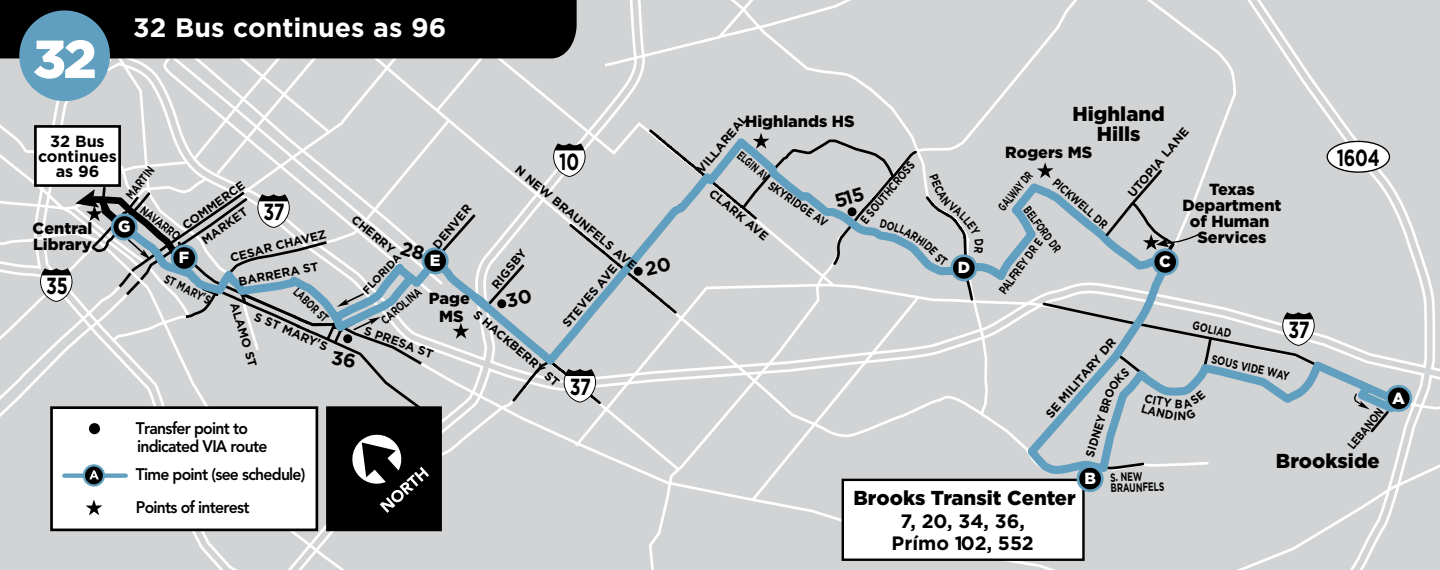 32
32 Bus continues as 96
32 Bus
continues
as 96
Central
Library
G
MARTIN
NAVARRO
COMMERCE
MARKET
F
37
35
ST MARY'S
CESAR CHAVEZ
BARRERA ST
ALAMO ST
S ST MARY'S
LABOR ST
FLORIDA
CAROLINA
S PRESA ST
36
CHERRY
28
E
DENVER
Page
MS
RIGSBY
30
S HACKBERRY ST
37
STEVES AVE
N NEW BRAUNFELS AVE
20
10
VILLAREAL
CLARK AVE
Highlands HS
ELGIN AV
SKYRIDGE AV
515
E SOUTHCROSS
DOLLARHIDE ST
PECAN VALLEY DR
D
PALFREY DR E
BELFORD DR
GALWAY DR
Rogers MS
PICKWELL DR
Highland
Hills
UTOPIA LANE
Texas
Department
of Human
Services
C
1604
GOLIAD
37
SE MILITARY DR
SIDNEY BROOKS
CITY BASE
LANDING
SOUS VIDE WAY
A
LEBANON
Brookside
B
S. NEW
BRAUNFELS
Brooks Transit Center
7, 20, 34, 36,
Prímo 102, 552
Transfer point to
indicated VIA route
A
Time point (see schedule)
Points of interest
NORTH